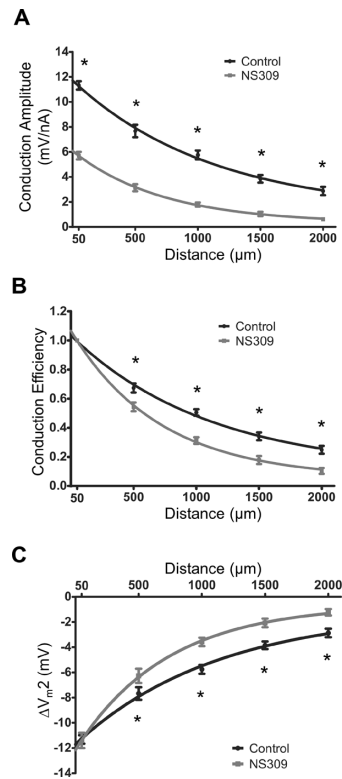 A
Conduction Amplitude
(mV/nA)
14
12
10
8
6
4
2
0
* * * * *
Control
NS309
50 500 1000 1500 2000
Distance (µm)
B
Conduction Efficiency
1.2
1.0
0.8
0.6
0.4
0.2
0.0
* * * *
Control
NS309
50 500 1000 1500 2000
Distance (µm)
C
Distance (µm)
50 500 1000 1500 2000
ΔVm2 (mV)
0
-2
-4
-6
-8
-10
-12
-14
* * * *
Control
NS309